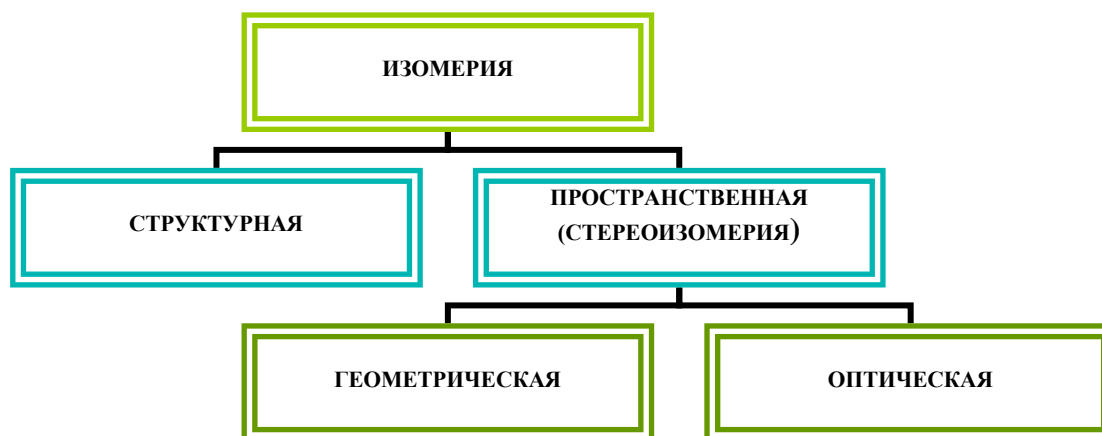 ИЗОМЕРИЯ
СТРУКТУРНАЯ
ПРОСТРАНСТВЕННАЯ
(СТЕРЕОИЗОМЕРИЯ)
ГЕОМЕТРИЧЕСКАЯ
ОПТИЧЕСКАЯ